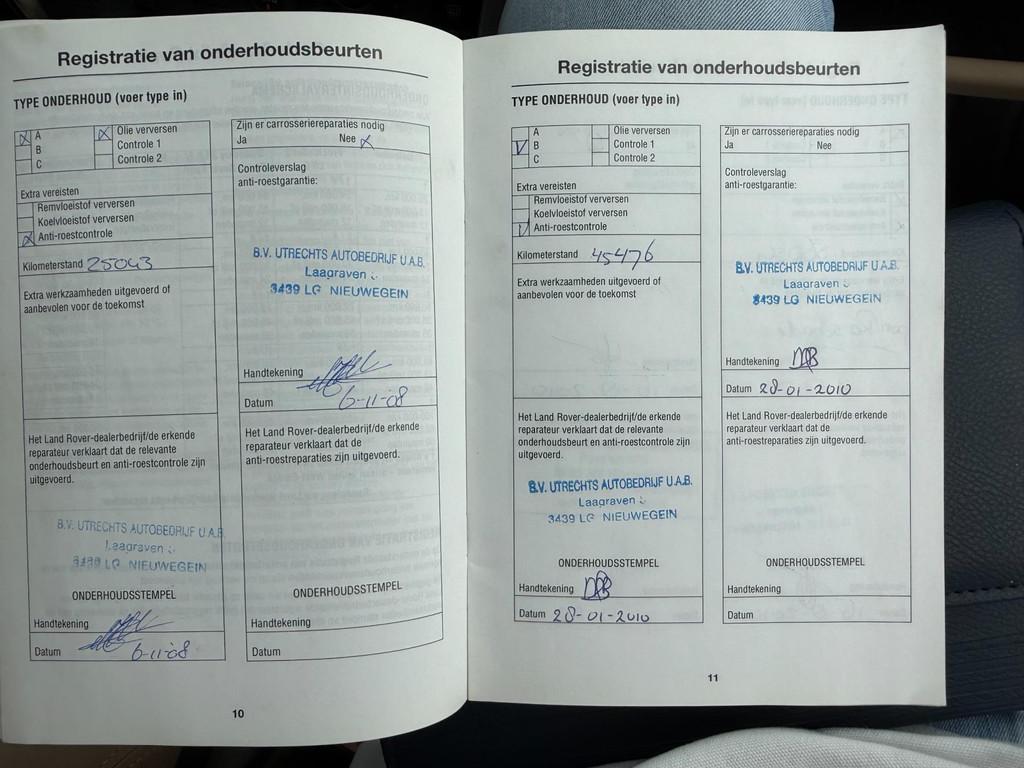 Registratie van onderhoudsbeurten
TYPE ONDERHOUD (voer type in)
A
B
C
Olie verversen
Controle 1
Controle 2
Extra vereisten
Remvloeistof verversen
Koelvloeistof verversen
Anti-roestcontrole
Kilometerstand 25043
Extra werkzaamheden uitgevoerd of
aanbevolen voor de toekomst
Het Land Rover-dealerbedrijf/de erkende
reparateur verklaart dat de relevante
onderhoudsbeurt en anti-roestcontrole zijn
uitgevoerd.
B.V. UTRECHTS AUTOBEDRIJF U.A.B.
Laagraven
3439 LG NIEUWEGEIN
ONDERHOUDSSTEMPEL
Handtekening
Datum 6-11-08
Zijn er carrosseriereparaties nodig
Ja Nee x
Controleverslag
anti-roestgarantie:
B.V. UTRECHTS AUTOBEDRIJF U.A.B.
Laagraven
3439 LG NIEUWEGEIN
Handtekening
Datum 6-11-08
Het Land Rover-dealerbedrijf/de erkende
reparateur verklaart dat de
anti-roestreparaties zijn uitgevoerd.
ONDERHOUDSSTEMPEL
Handtekening
Datum
10
Registratie van onderhoudsbeurten
TYPE ONDERHOUD (voer type in)
A
B
C
Olie verversen
Controle 1
Controle 2
Extra vereisten
Remvloeistof verversen
Koelvloeistof verversen
Anti-roestcontrole
Kilometerstand 45476
Extra werkzaamheden uitgevoerd of
aanbevolen voor de toekomst
Het Land Rover-dealerbedrijf/de erkende
reparateur verklaart dat de relevante
onderhoudsbeurt en anti-roestcontrole zijn
uitgevoerd.
B.V. UTRECHTS AUTOBEDRIJF U.A.B.
Laagraven
3439 LG NIEUWEGEIN
ONDERHOUDSSTEMPEL
Handtekening
Datum 28-01-2010
Zijn er carrosseriereparaties nodig
Ja Nee
Controleverslag
anti-roestgarantie:
B.V. UTRECHTS AUTOBEDRIJF U.A.B.
Laagraven
3439 LG NIEUWEGEIN
Handtekening
Datum 28-01-2010
Het Land Rover-dealerbedrijf/de erkende
reparateur verklaart dat de
anti-roestreparaties zijn uitgevoerd.
ONDERHOUDSSTEMPEL
Handtekening
Datum
11